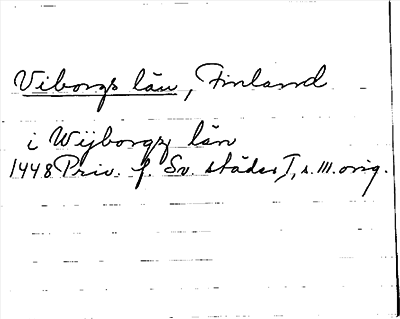 Viborgs län, Finland
i Wijborgz län
1448 Priv. f. Sv. städer I, s. 111. orig.